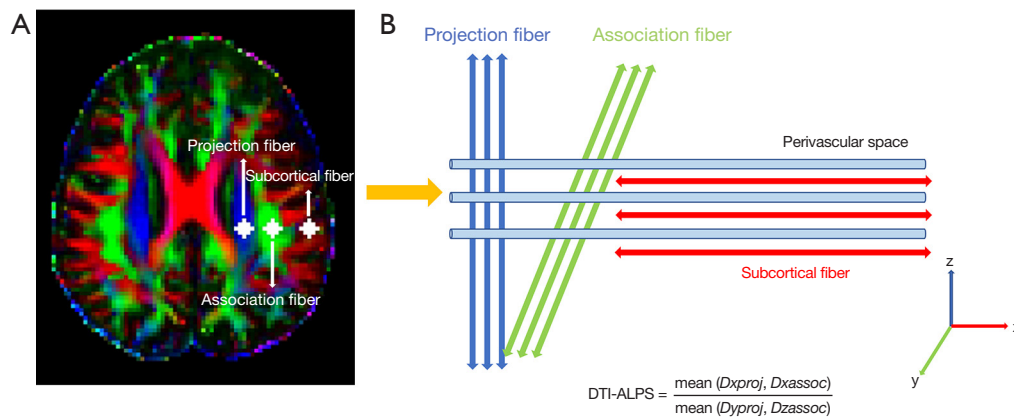 A
Projection fiber
Subcortical fiber
Association fiber
B
Projection fiber
Association fiber
Perivascular space
Subcortical fiber
z
y
DTI-ALPS = mean (Dxproj, Dxassoc)
mean (Dyproj, Dzassoc)